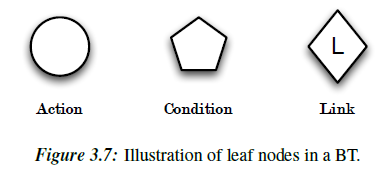 L
Action Condition Link
Figure 3.7: Illustration of leaf nodes in a BT.